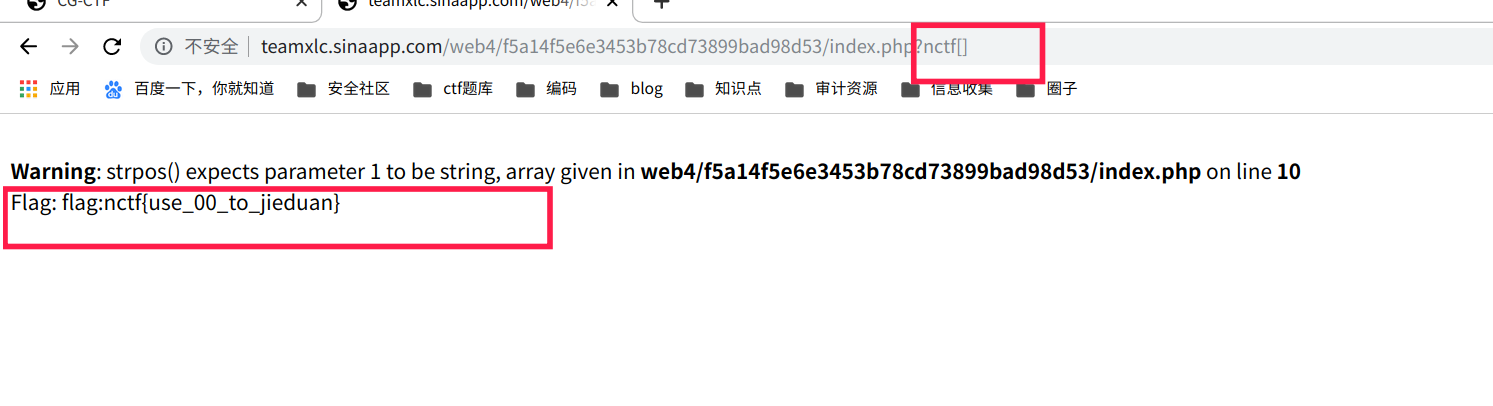 CG-CTF
teamxlc.sinaapp.com/web4/f5a
不安全 teamxlc.sinaapp.com/web4/f5a14f5e6e3453b78cd73899bad98d53/index.php?nctf[]
应用 百度一下，你就知道 安全社区 ctf题库 编码 blog 知识点 审计资源 信息收集 圈子
Warning: strpos() expects parameter 1 to be string, array given in web4/f5a14f5e6e3453b78cd73899bad98d53/index.php on line 10
Flag: flag:nctf{use_00_to_jieduan}